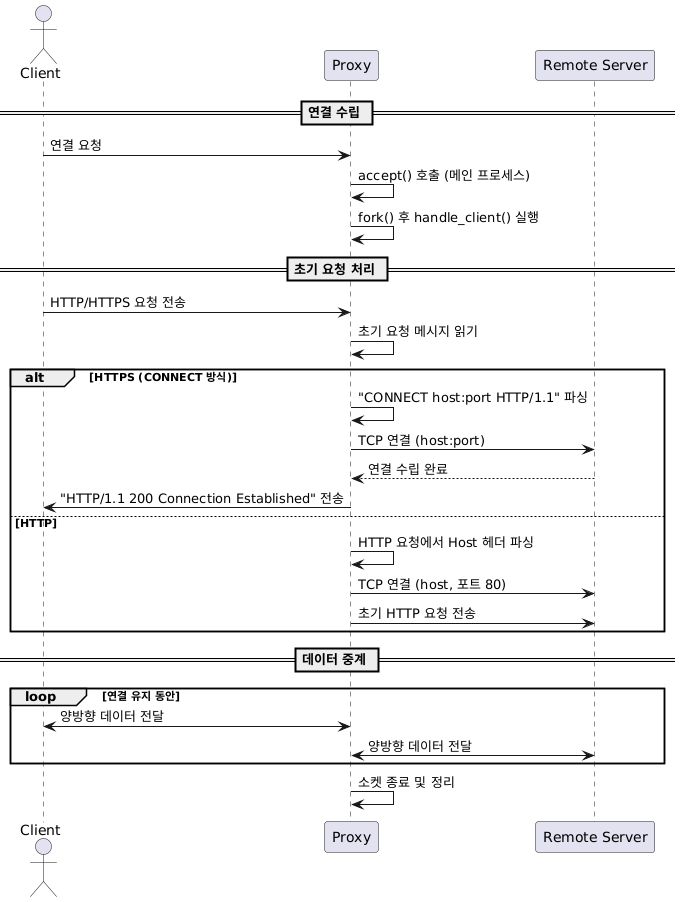 Client
Proxy
Remote Server
연결 수립
연결 요청
accept() 호출 (메인 프로세스)
fork() 후 handle_client() 실행
초기 요청 처리
HTTP/HTTPS 요청 전송
초기 요청 메시지 읽기
alt
[HTTPS (CONNECT 방식)]
"CONNECT host:port HTTP/1.1" 파싱
TCP 연결 (host:port)
연결 수립 완료
"HTTP/1.1 200 Connection Established" 전송
[HTTP]
HTTP 요청에서 Host 헤더 파싱
TCP 연결 (host, 포트 80)
초기 HTTP 요청 전송
데이터 중계
loop
[연결 유지 동안]
양방향 데이터 전달
양방향 데이터 전달
소켓 종료 및 정리
Client
Proxy
Remote Server